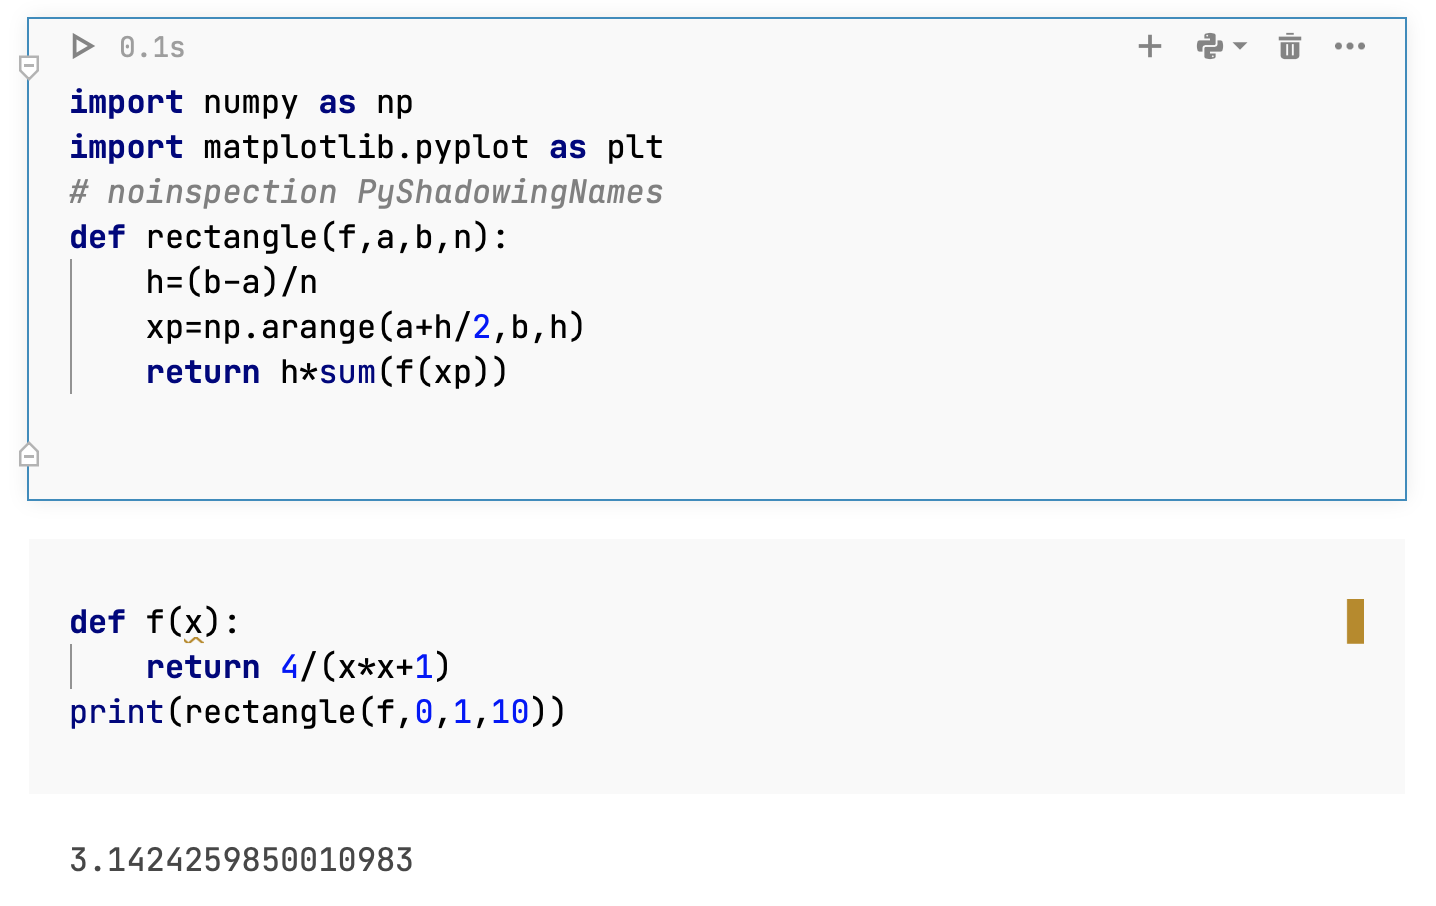 0.1s
import numpy as np
import matplotlib.pyplot as plt
# noinspection PyShadowingNames
def rectangle(f,a,b,n):
    h=(b-a)/n
    xp=np.arange(a+h/2,b,h)
    return h*sum(f(xp))
def f(x):
    return 4/(x*x+1)
print(rectangle(f,0,1,10))
3.1424259850010983